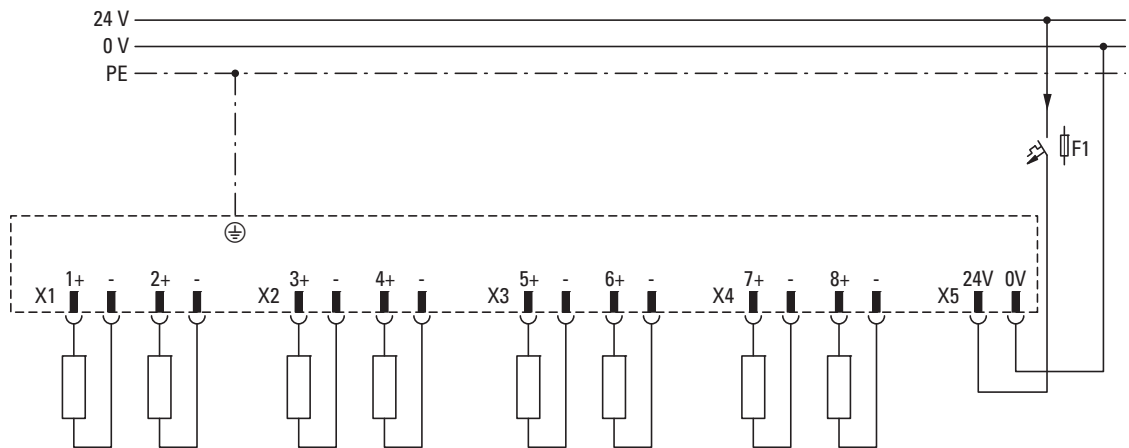 24 V
0 V
PE
F1
1+ - 2+ - 3+ - 4+ - 5+ - 6+ - 7+ - 8+ - 24V 0V
X1 X2 X3 X4 X5